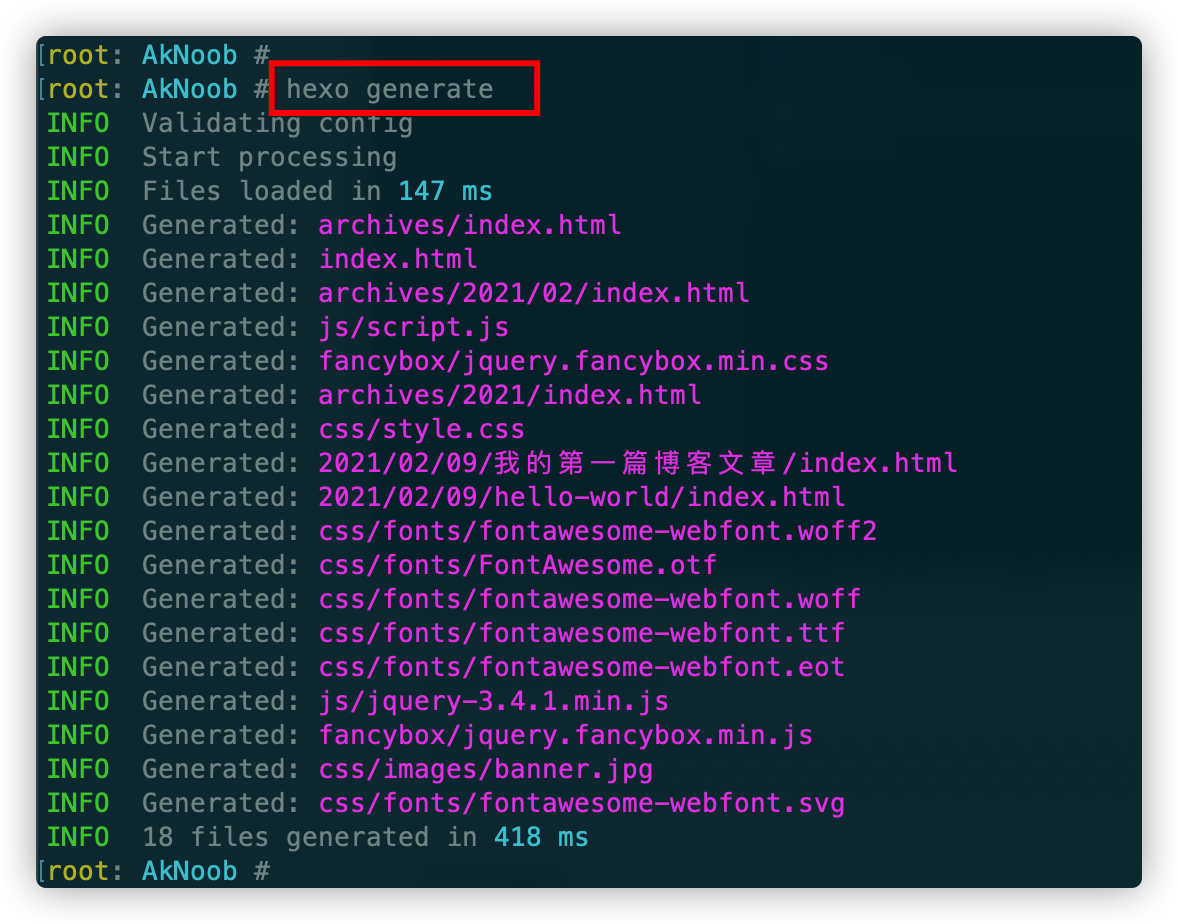 [root: AkNoob #
[root: AkNoob # hexo generate
INFO  Validating config
INFO  Start processing
INFO  Files loaded in 147 ms
INFO  Generated: archives/index.html
INFO  Generated: index.html
INFO  Generated: archives/2021/02/index.html
INFO  Generated: js/script.js
INFO  Generated: fancybox/jquery.fancybox.min.css
INFO  Generated: archives/2021/index.html
INFO  Generated: css/style.css
INFO  Generated: 2021/02/09/我的第一篇博客文章/index.html
INFO  Generated: 2021/02/09/hello-world/index.html
INFO  Generated: css/fonts/fontawesome-webfont.woff2
INFO  Generated: css/fonts/FontAwesome.otf
INFO  Generated: css/fonts/fontawesome-webfont.woff
INFO  Generated: css/fonts/fontawesome-webfont.ttf
INFO  Generated: css/fonts/fontawesome-webfont.eot
INFO  Generated: js/jquery-3.4.1.min.js
INFO  Generated: fancybox/jquery.fancybox.min.js
INFO  Generated: css/images/banner.jpg
INFO  Generated: css/fonts/fontawesome-webfont.svg
INFO  18 files generated in 418 ms
[root: AkNoob #